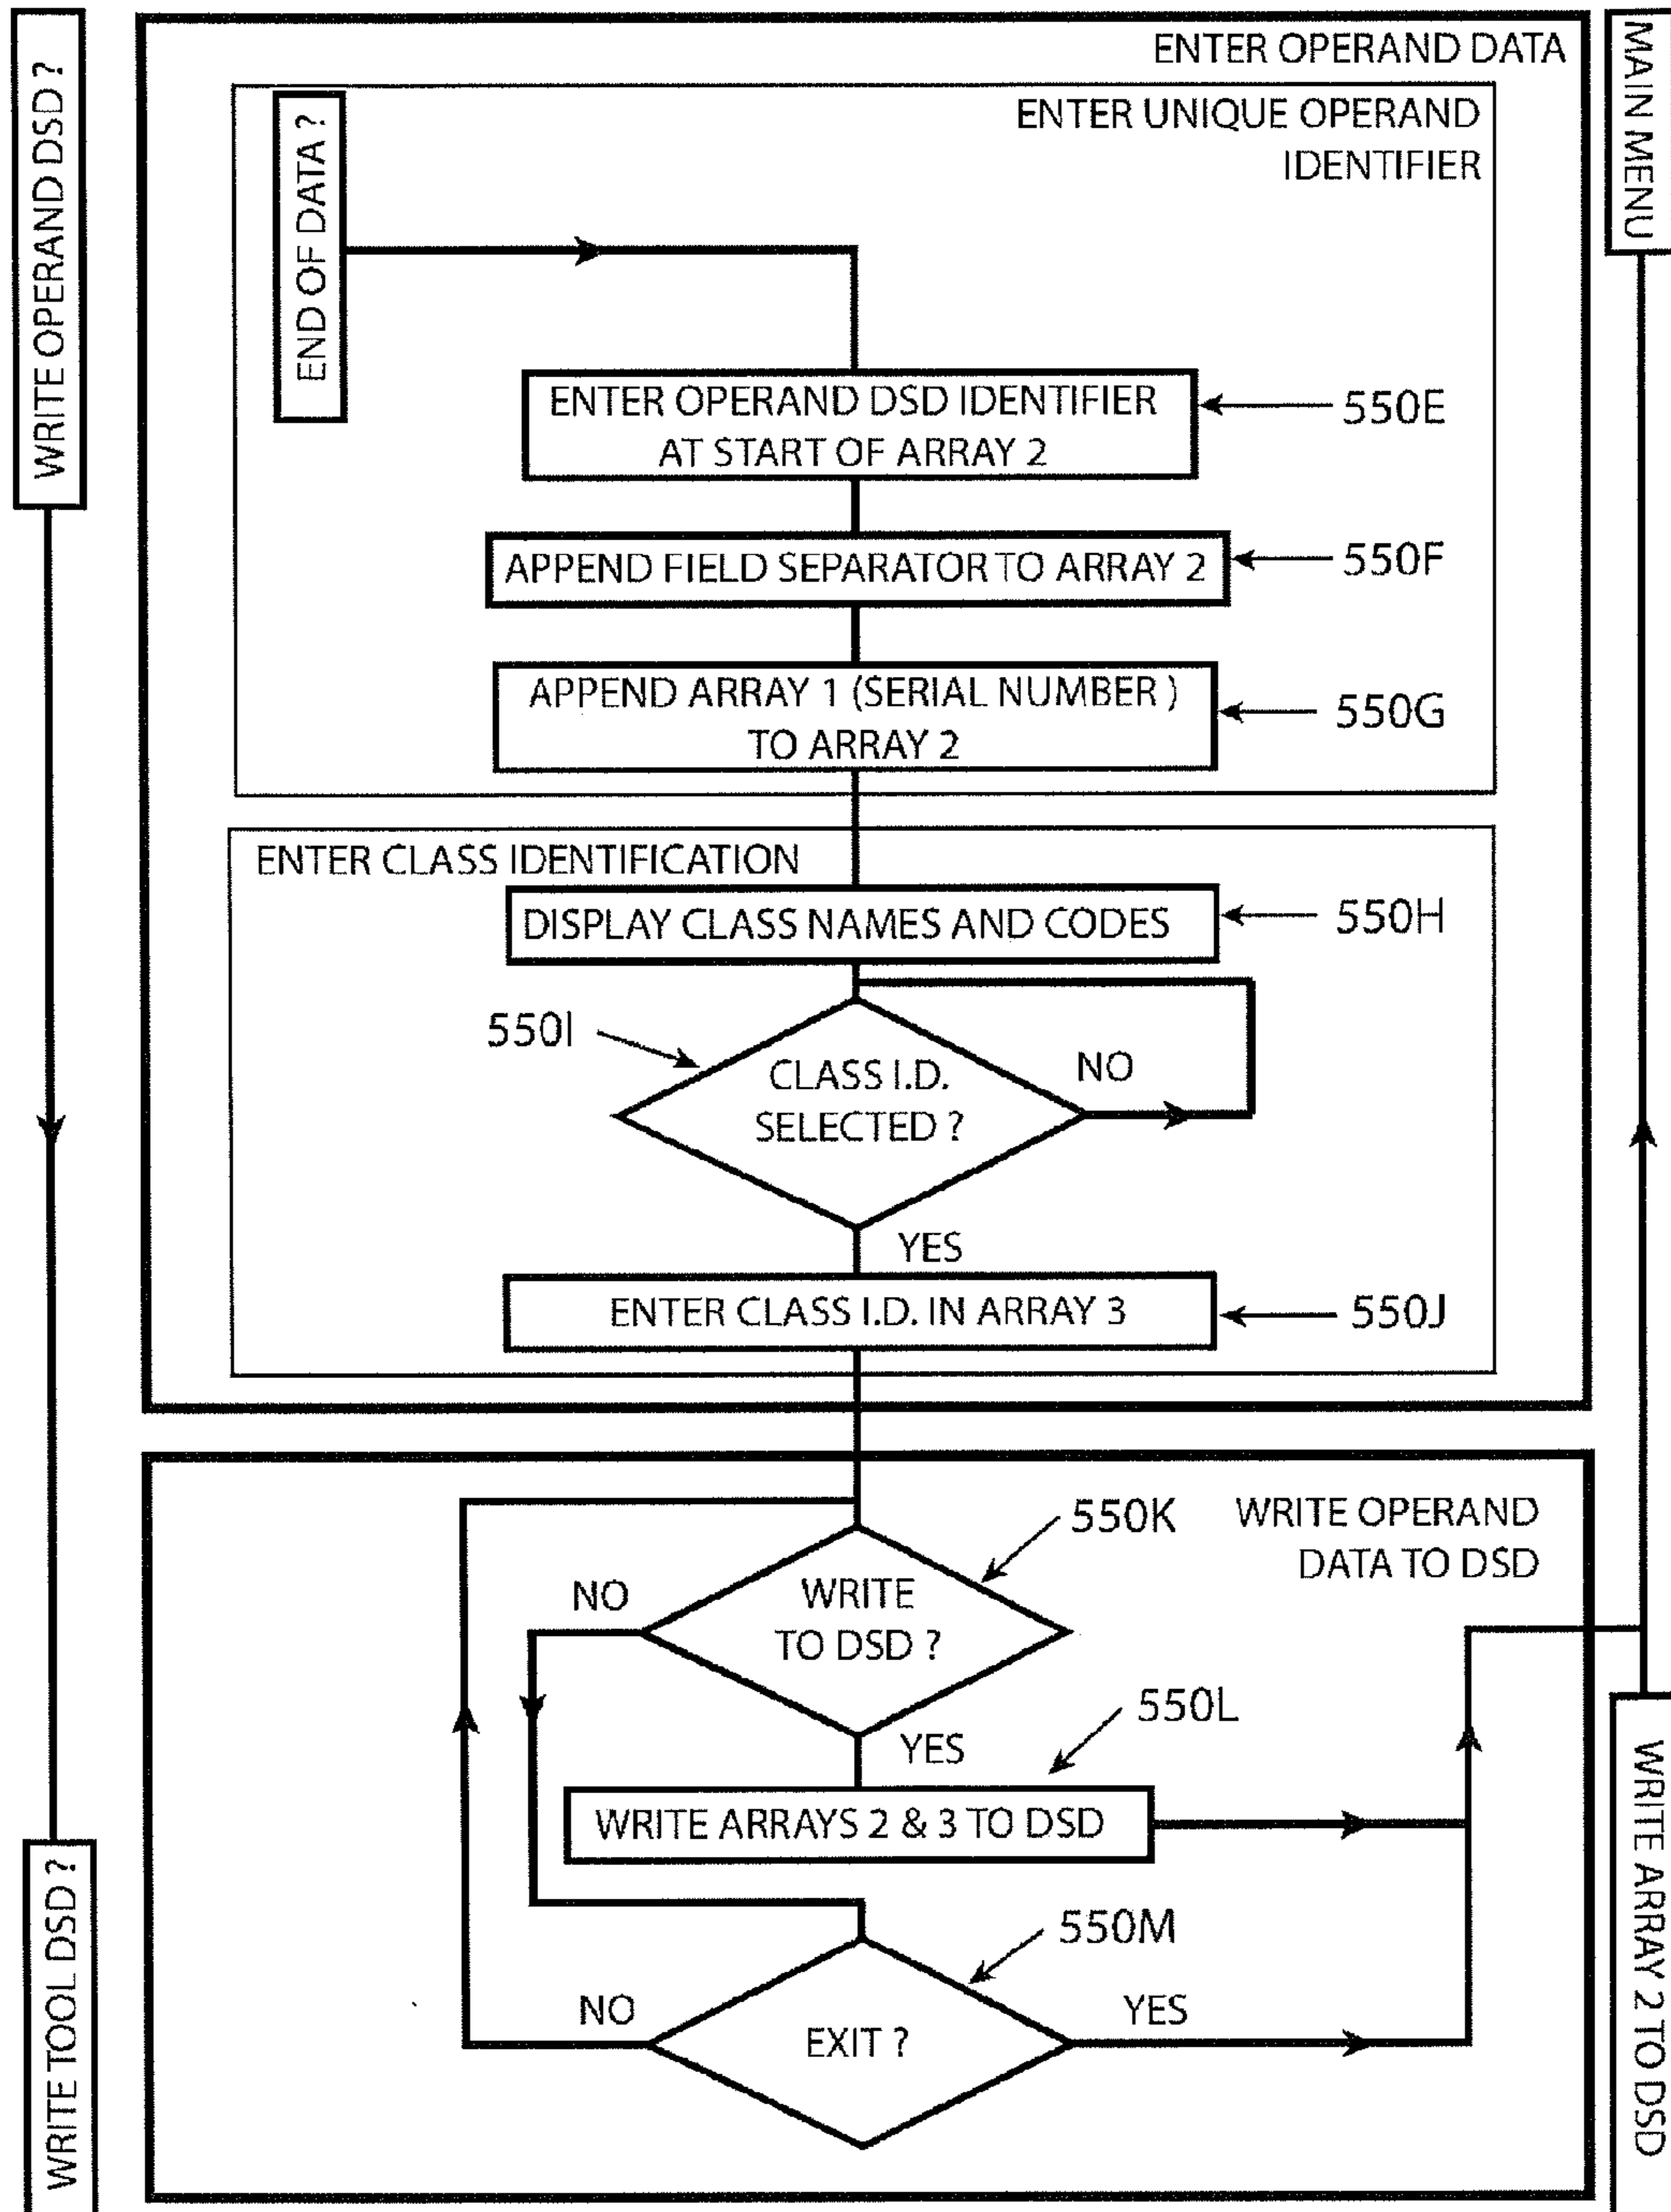 WRITE OPERAND DSD ?
ENTER OPERAND DATA
MAIN MENU
ENTER UNIQUE OPERAND
IDENTIFIER
END OF DATA ?
ENTER OPERAND DSD IDENTIFIER
AT START OF ARRAY 2
550E
APPEND FIELD SEPARATOR TO ARRAY 2
550F
APPEND ARRAY 1 (SERIAL NUMBER )
TO ARRAY 2
550G
ENTER CLASS IDENTIFICATION
DISPLAY CLASS NAMES AND CODES
550H
550I
CLASS I.D.
SELECTED ?
NO
YES
ENTER CLASS I.D. IN ARRAY 3
550J
550K
WRITE OPERAND
DATA TO DSD
NO
WRITE
TO DSD ?
550L
YES
WRITE ARRAYS 2 & 3 TO DSD
WRITE TOOL DSD ?
WRITE ARRAY 2 TO DSD
550M
NO
EXIT ?
YES